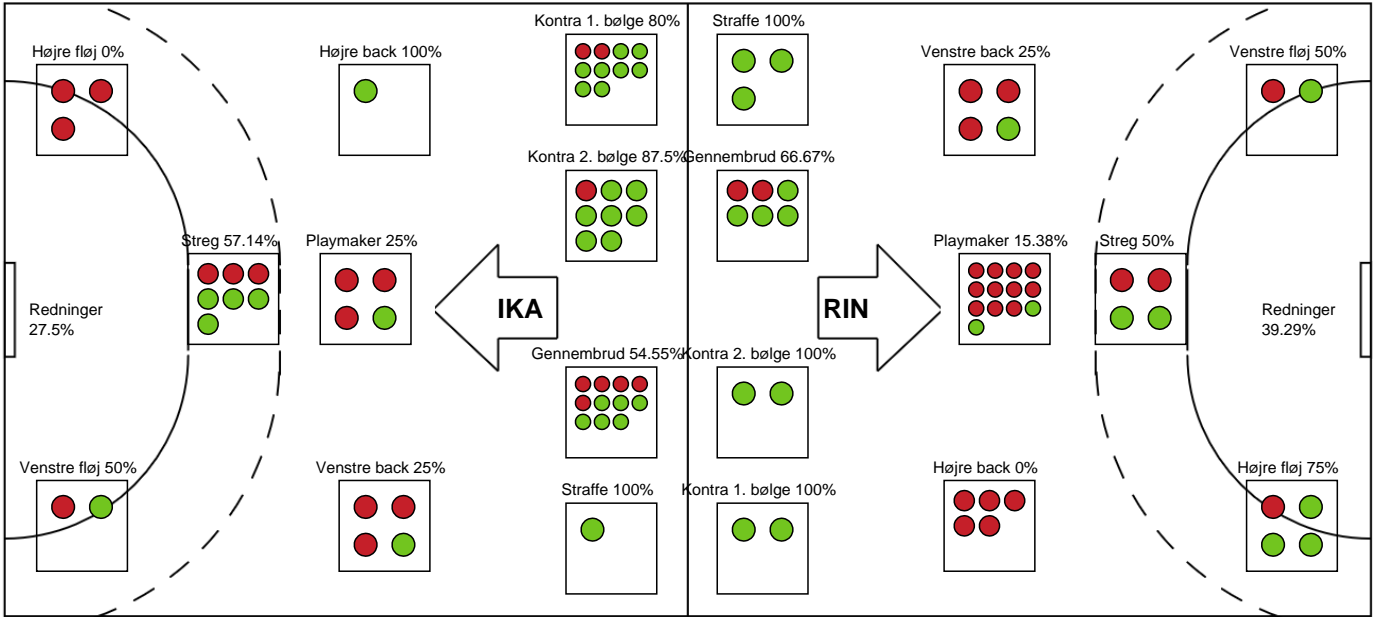 Kontra 1. bølge 80%
Straffe 100%
Højre fløj 0%
Højre back 100%
Venstre back 25%
Venstre fløj 50%
Kontra 2. bølge 87.5%
Gennembrud 66.67%
Streg 57.14%
Playmaker 25%
Playmaker 15.38%
Streg 50%
Redninger
27.5%
IKA
RIN
Redninger
39.29%
Gennembrud 54.55%
Kontra 2. bølge 100%
Venstre fløj 50%
Venstre back 25%
Straffe 100%
Kontra 1. bølge 100%
Højre back 0%
Højre fløj 75%